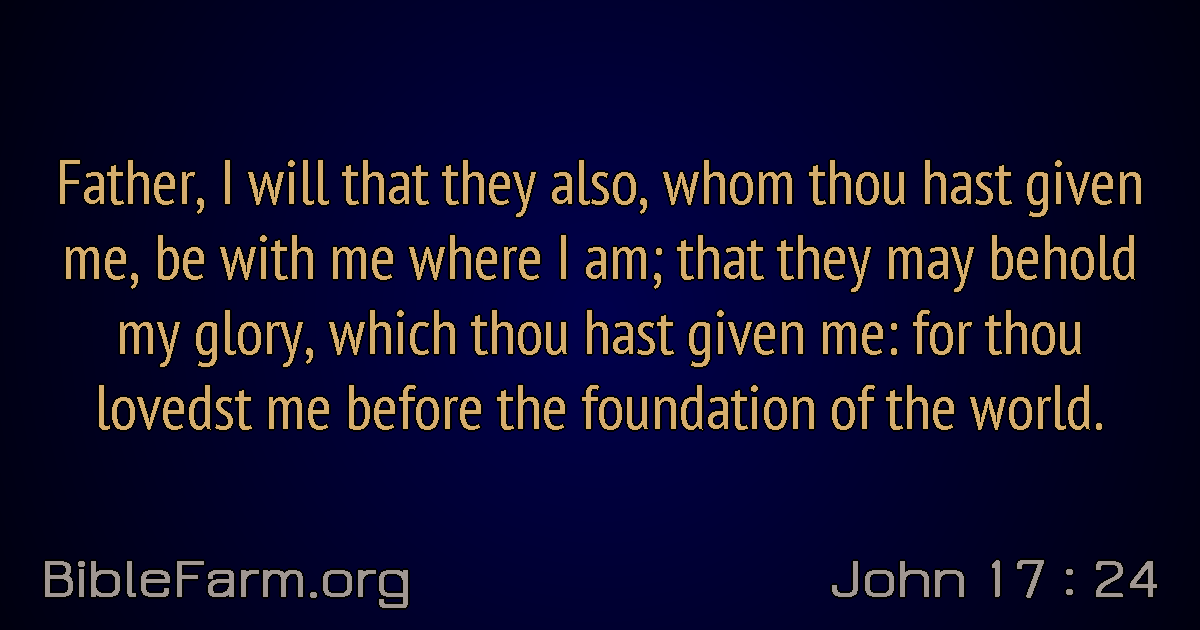 Father, I will that they also, whom thou hast given
me, be with me where I am; that they may behold
my glory, which thou hast given me: for thou
lovedst me before the foundation of the world.
BibleFarm.org
John 17 : 24